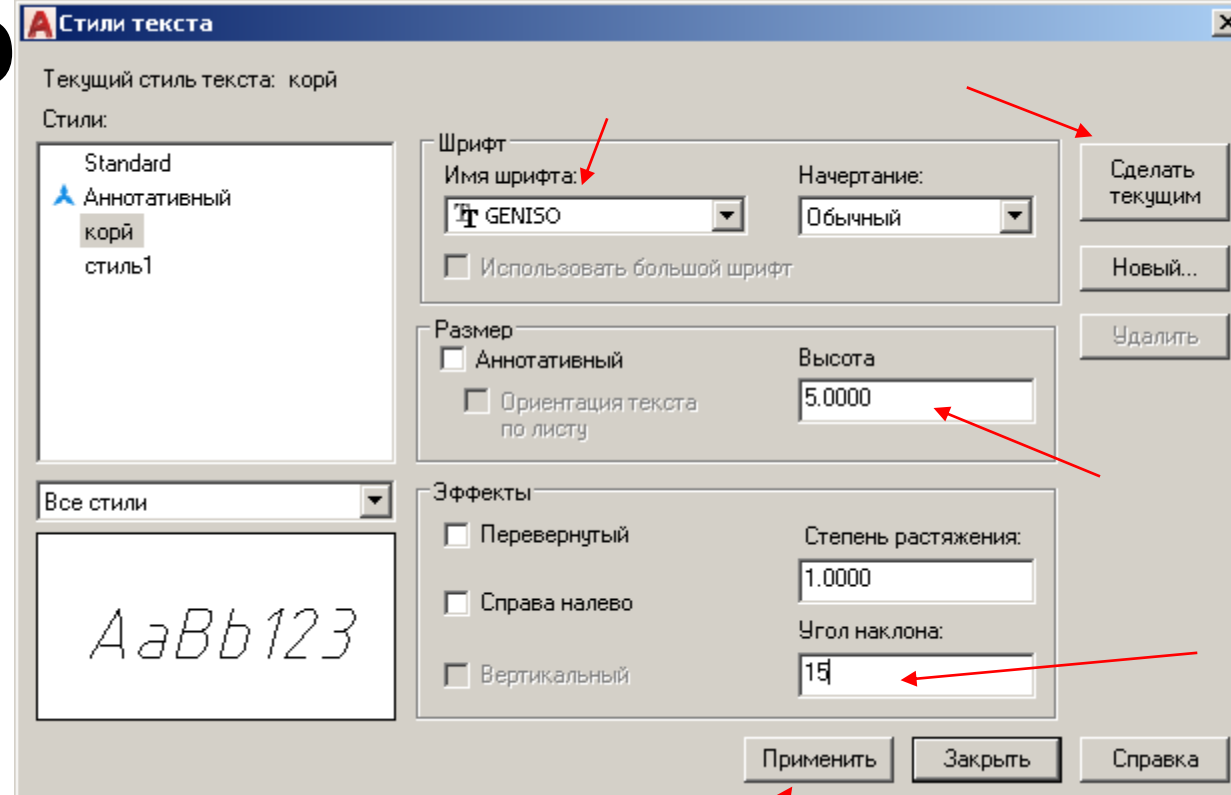 Стили текста
Текущий стиль текста: корй
Стили:
Standard
Аннотативный
корй
стиль1
Все стили
AaBb123
Шрифт
Имя шрифта:
GENISO
Начертание:
Обычный
Использовать большой шрифт
Размер
Аннотативный
Ориентация текста
по листу
Высота
5.0000
Эффекты
Перевернутый
Справа налево
Вертикальный
Степень растяжения:
1.0000
Угол наклона:
15
Сделать
текущим
Новый...
Удалить
Применить
Закрыть
Справка